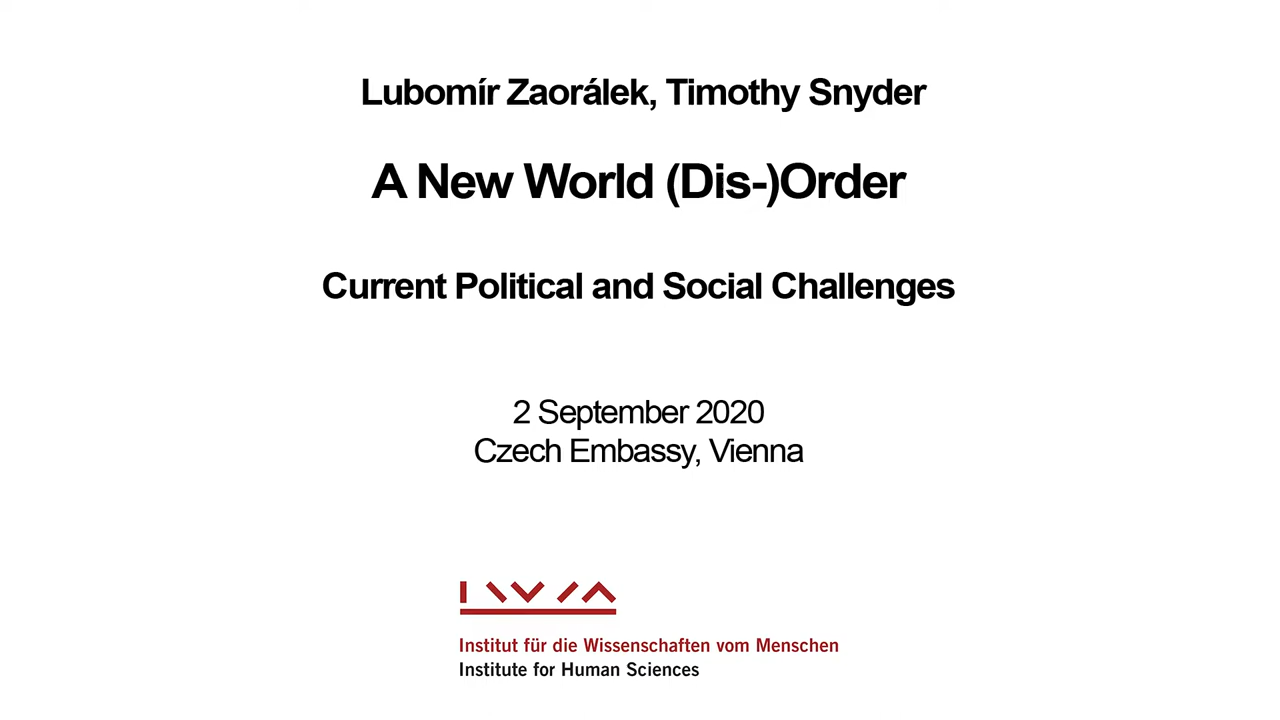 Lubomír Zaorálek, Timothy Snyder
A New World (Dis-)Order
Current Political and Social Challenges
2 September 2020
Czech Embassy, Vienna
IWM
Institut für die Wissenschaften vom Menschen
Institute for Human Sciences